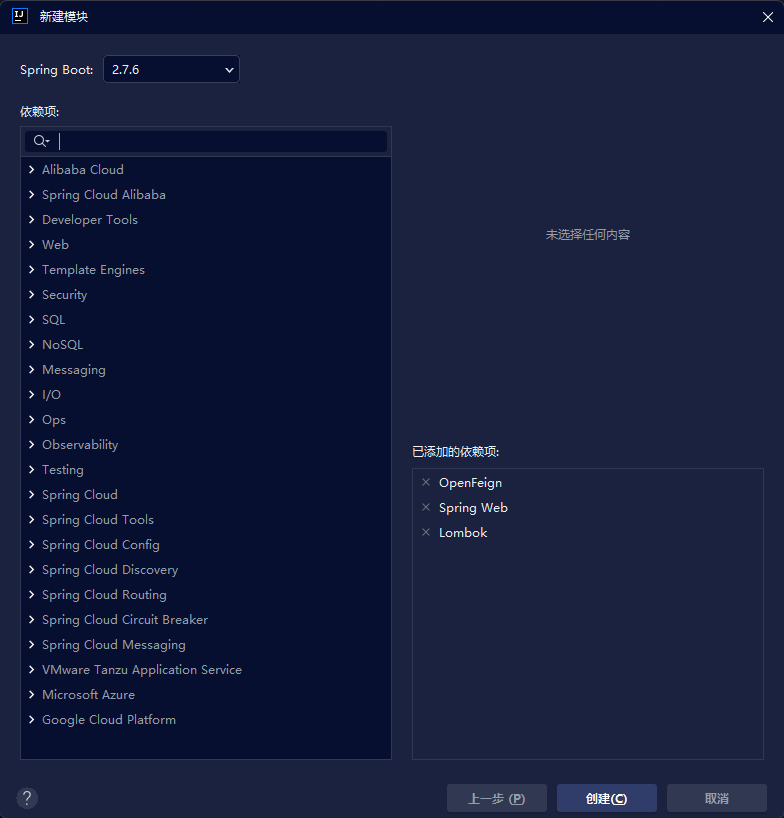 新建模块
Spring Boot: 2.7.6
依赖项:
Alibaba Cloud
Spring Cloud Alibaba
Developer Tools
Web
Template Engines
Security
SQL
NoSQL
Messaging
I/O
Ops
Observability
Testing
Spring Cloud
Spring Cloud Tools
Spring Cloud Config
Spring Cloud Discovery
Spring Cloud Routing
Spring Cloud Circuit Breaker
Spring Cloud Messaging
VMware Tanzu Application Service
Microsoft Azure
Google Cloud Platform
未选择任何内容
已添加的依赖项:
OpenFeign
Spring Web
Lombok
?
上一步 (P) 创建(C) 取消